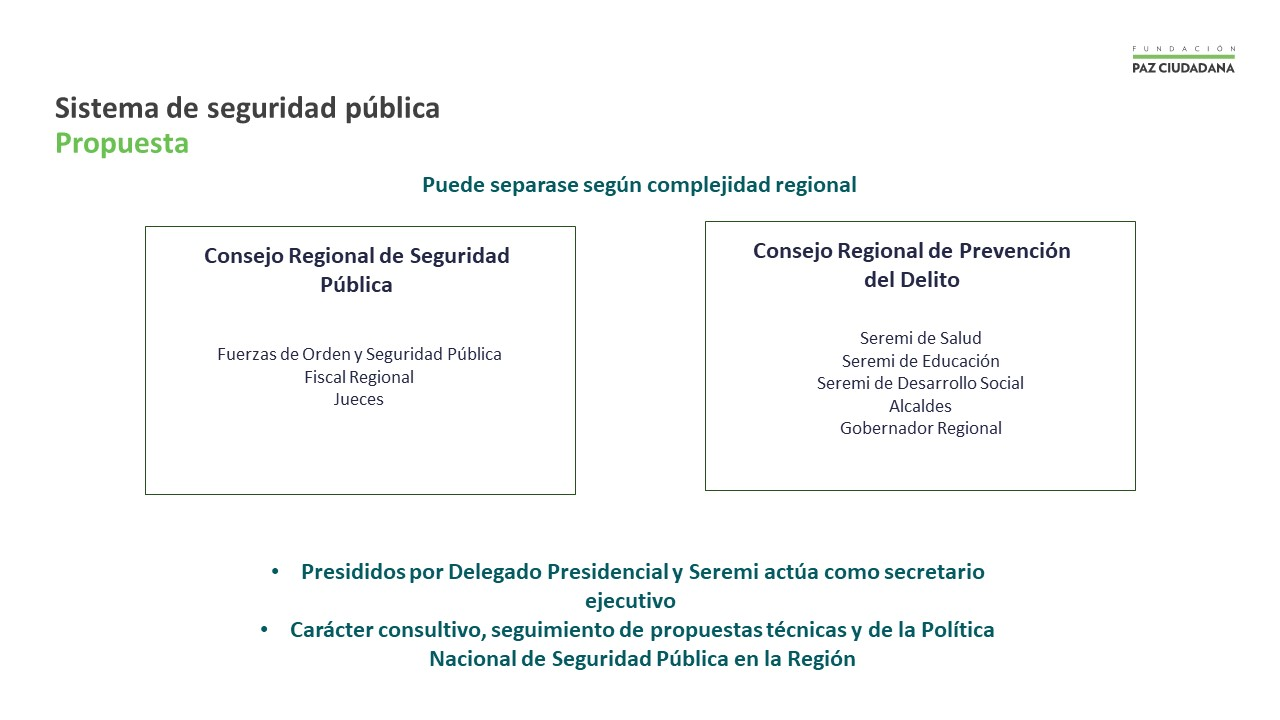 FUNDACIÓN
PAZ CIUDADANA
Sistema de seguridad pública
Propuesta
Puede separase según complejidad regional
Consejo Regional de Seguridad
Pública
Fuerzas de Orden y Seguridad Pública
Fiscal Regional
Jueces
Consejo Regional de Prevención
del Delito
Seremi de Salud
Seremi de Educación
Seremi de Desarrollo Social
Alcaldes
Gobernador Regional
• Presididos por Delegado Presidencial y Seremi actúa como secretario
ejecutivo
• Carácter consultivo, seguimiento de propuestas técnicas y de la Política
Nacional de Seguridad Pública en la Región